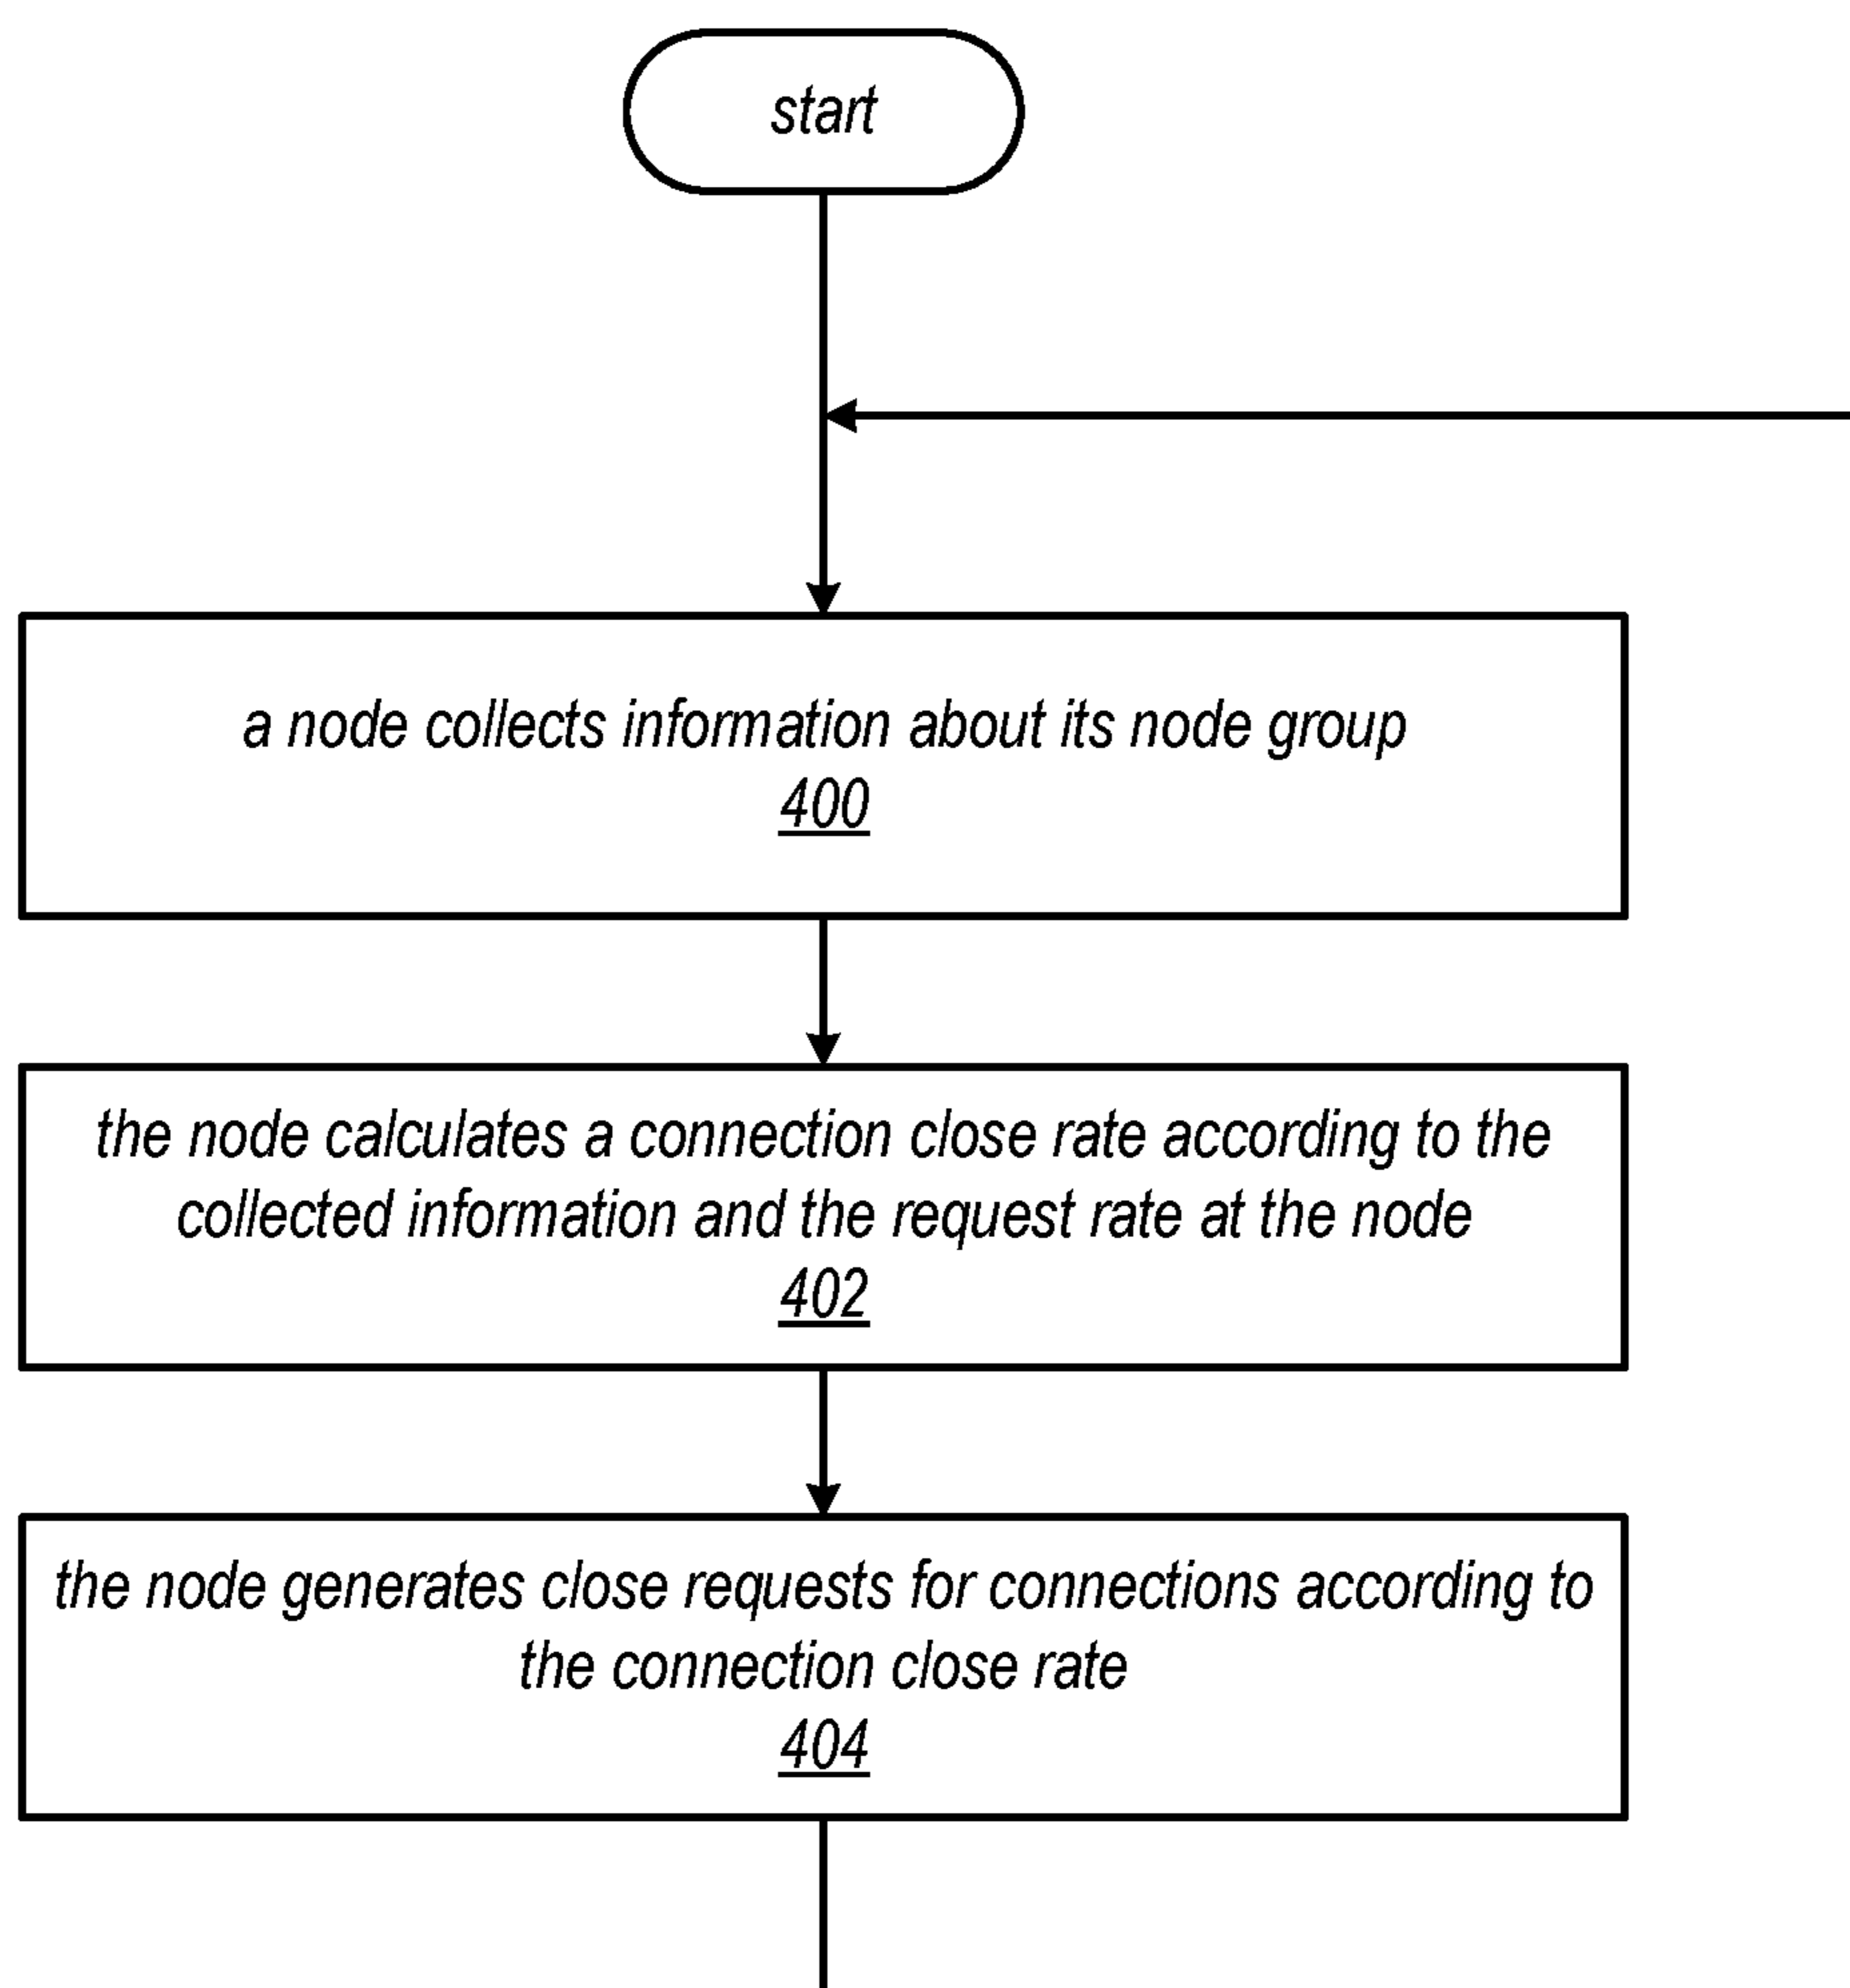 start
a node collects information about its node group
400
the node calculates a connection close rate according to the
collected information and the request rate at the node
402
the node generates close requests for connections according to
the connection close rate
404